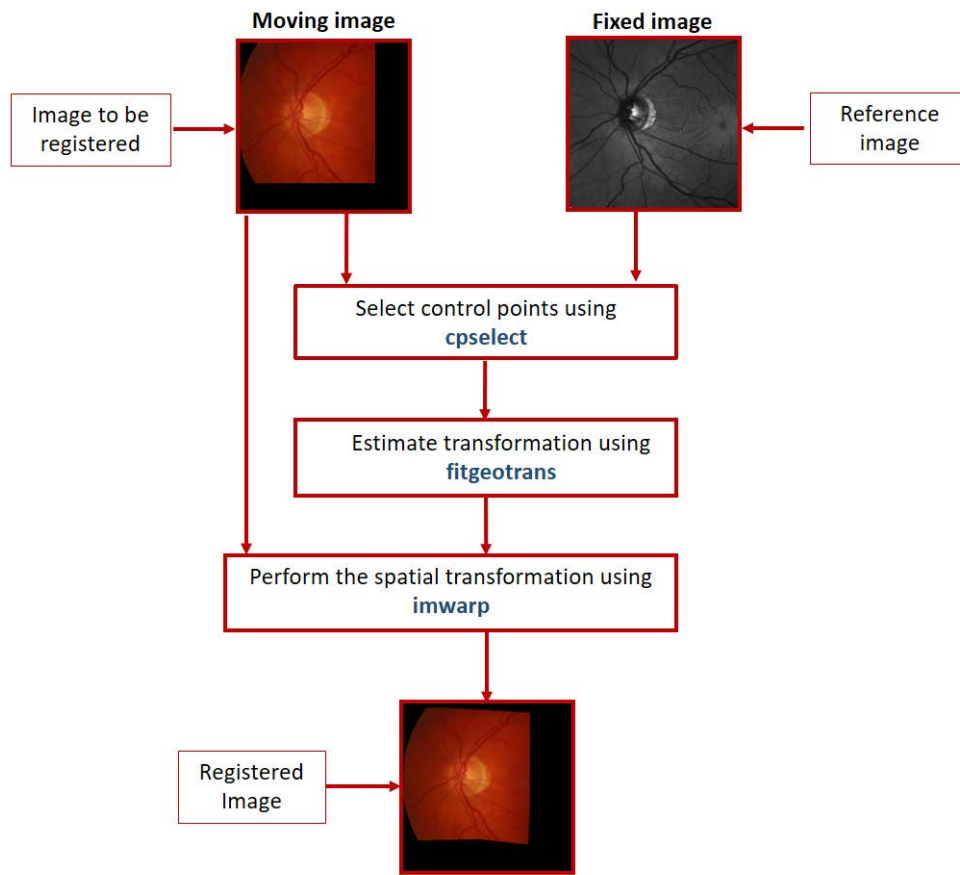 Moving image
Fixed image
Image to be
registered
Reference
image
Select control points using
cpselect
Estimate transformation using
fitgeotrans
Perform the spatial transformation using
imwarp
Registered
Image